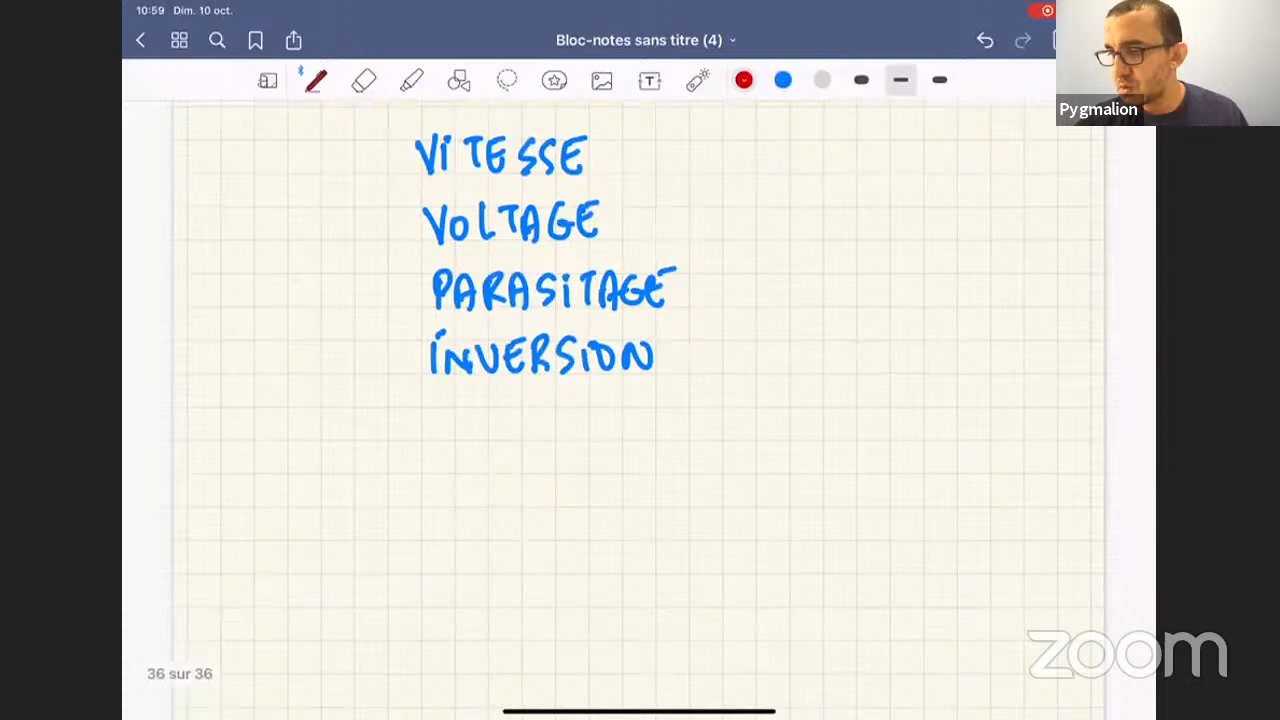 10:59 Dim. 10 oct.
Bloc-notes sans titre (4)
Pygmalion
VITESSE
VOLTAGE
PARASITAGE
INVERSION
36 sur 36
zoom